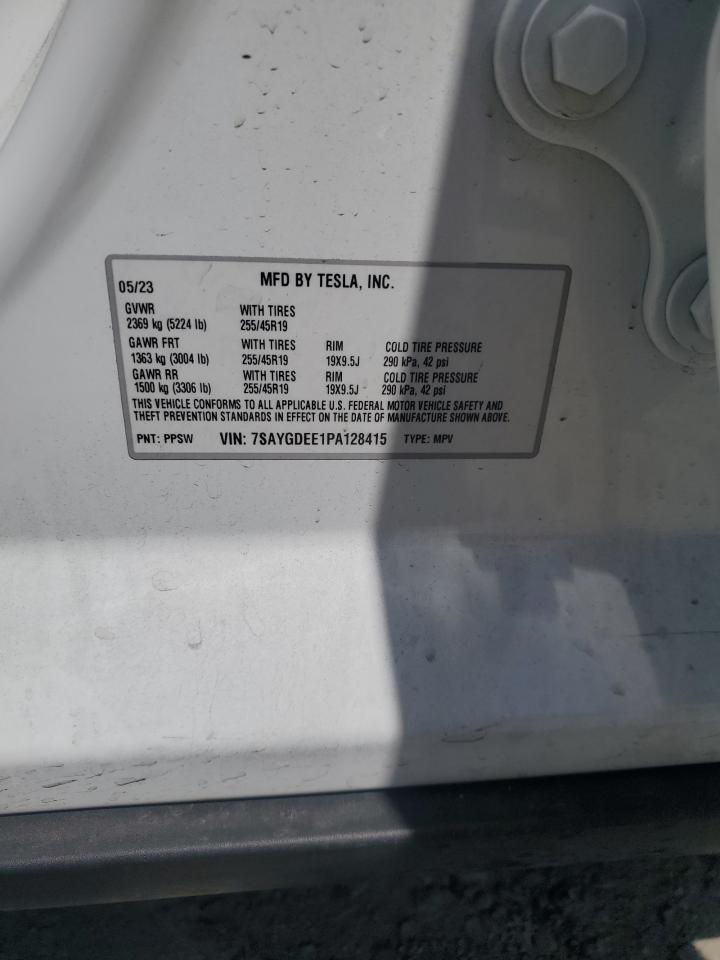 05/23 MFD BY TESLA, INC.
GVWR WITH TIRES
2369 kg (5224 lb) 255/45R19
GAWR FRT WITH TIRES RIM COLD TIRE PRESSURE
1363 kg (3004 lb) 255/45R19 19X9.5J 290 kPa, 42 psi
GAWR RR WITH TIRES RIM COLD TIRE PRESSURE
1500 kg (3306 lb) 255/45R19 19X9.5J 290 kPa, 42 psi
THIS VEHICLE CONFORMS TO ALL APPLICABLE U.S. FEDERAL MOTOR VEHICLE SAFETY AND
THEFT PREVENTION STANDARDS IN EFFECT ON THE DATE OF MANUFACTURE SHOWN ABOVE.
PNT: PPSW VIN: 7SAYGDEE1PA128415 TYPE: MPV